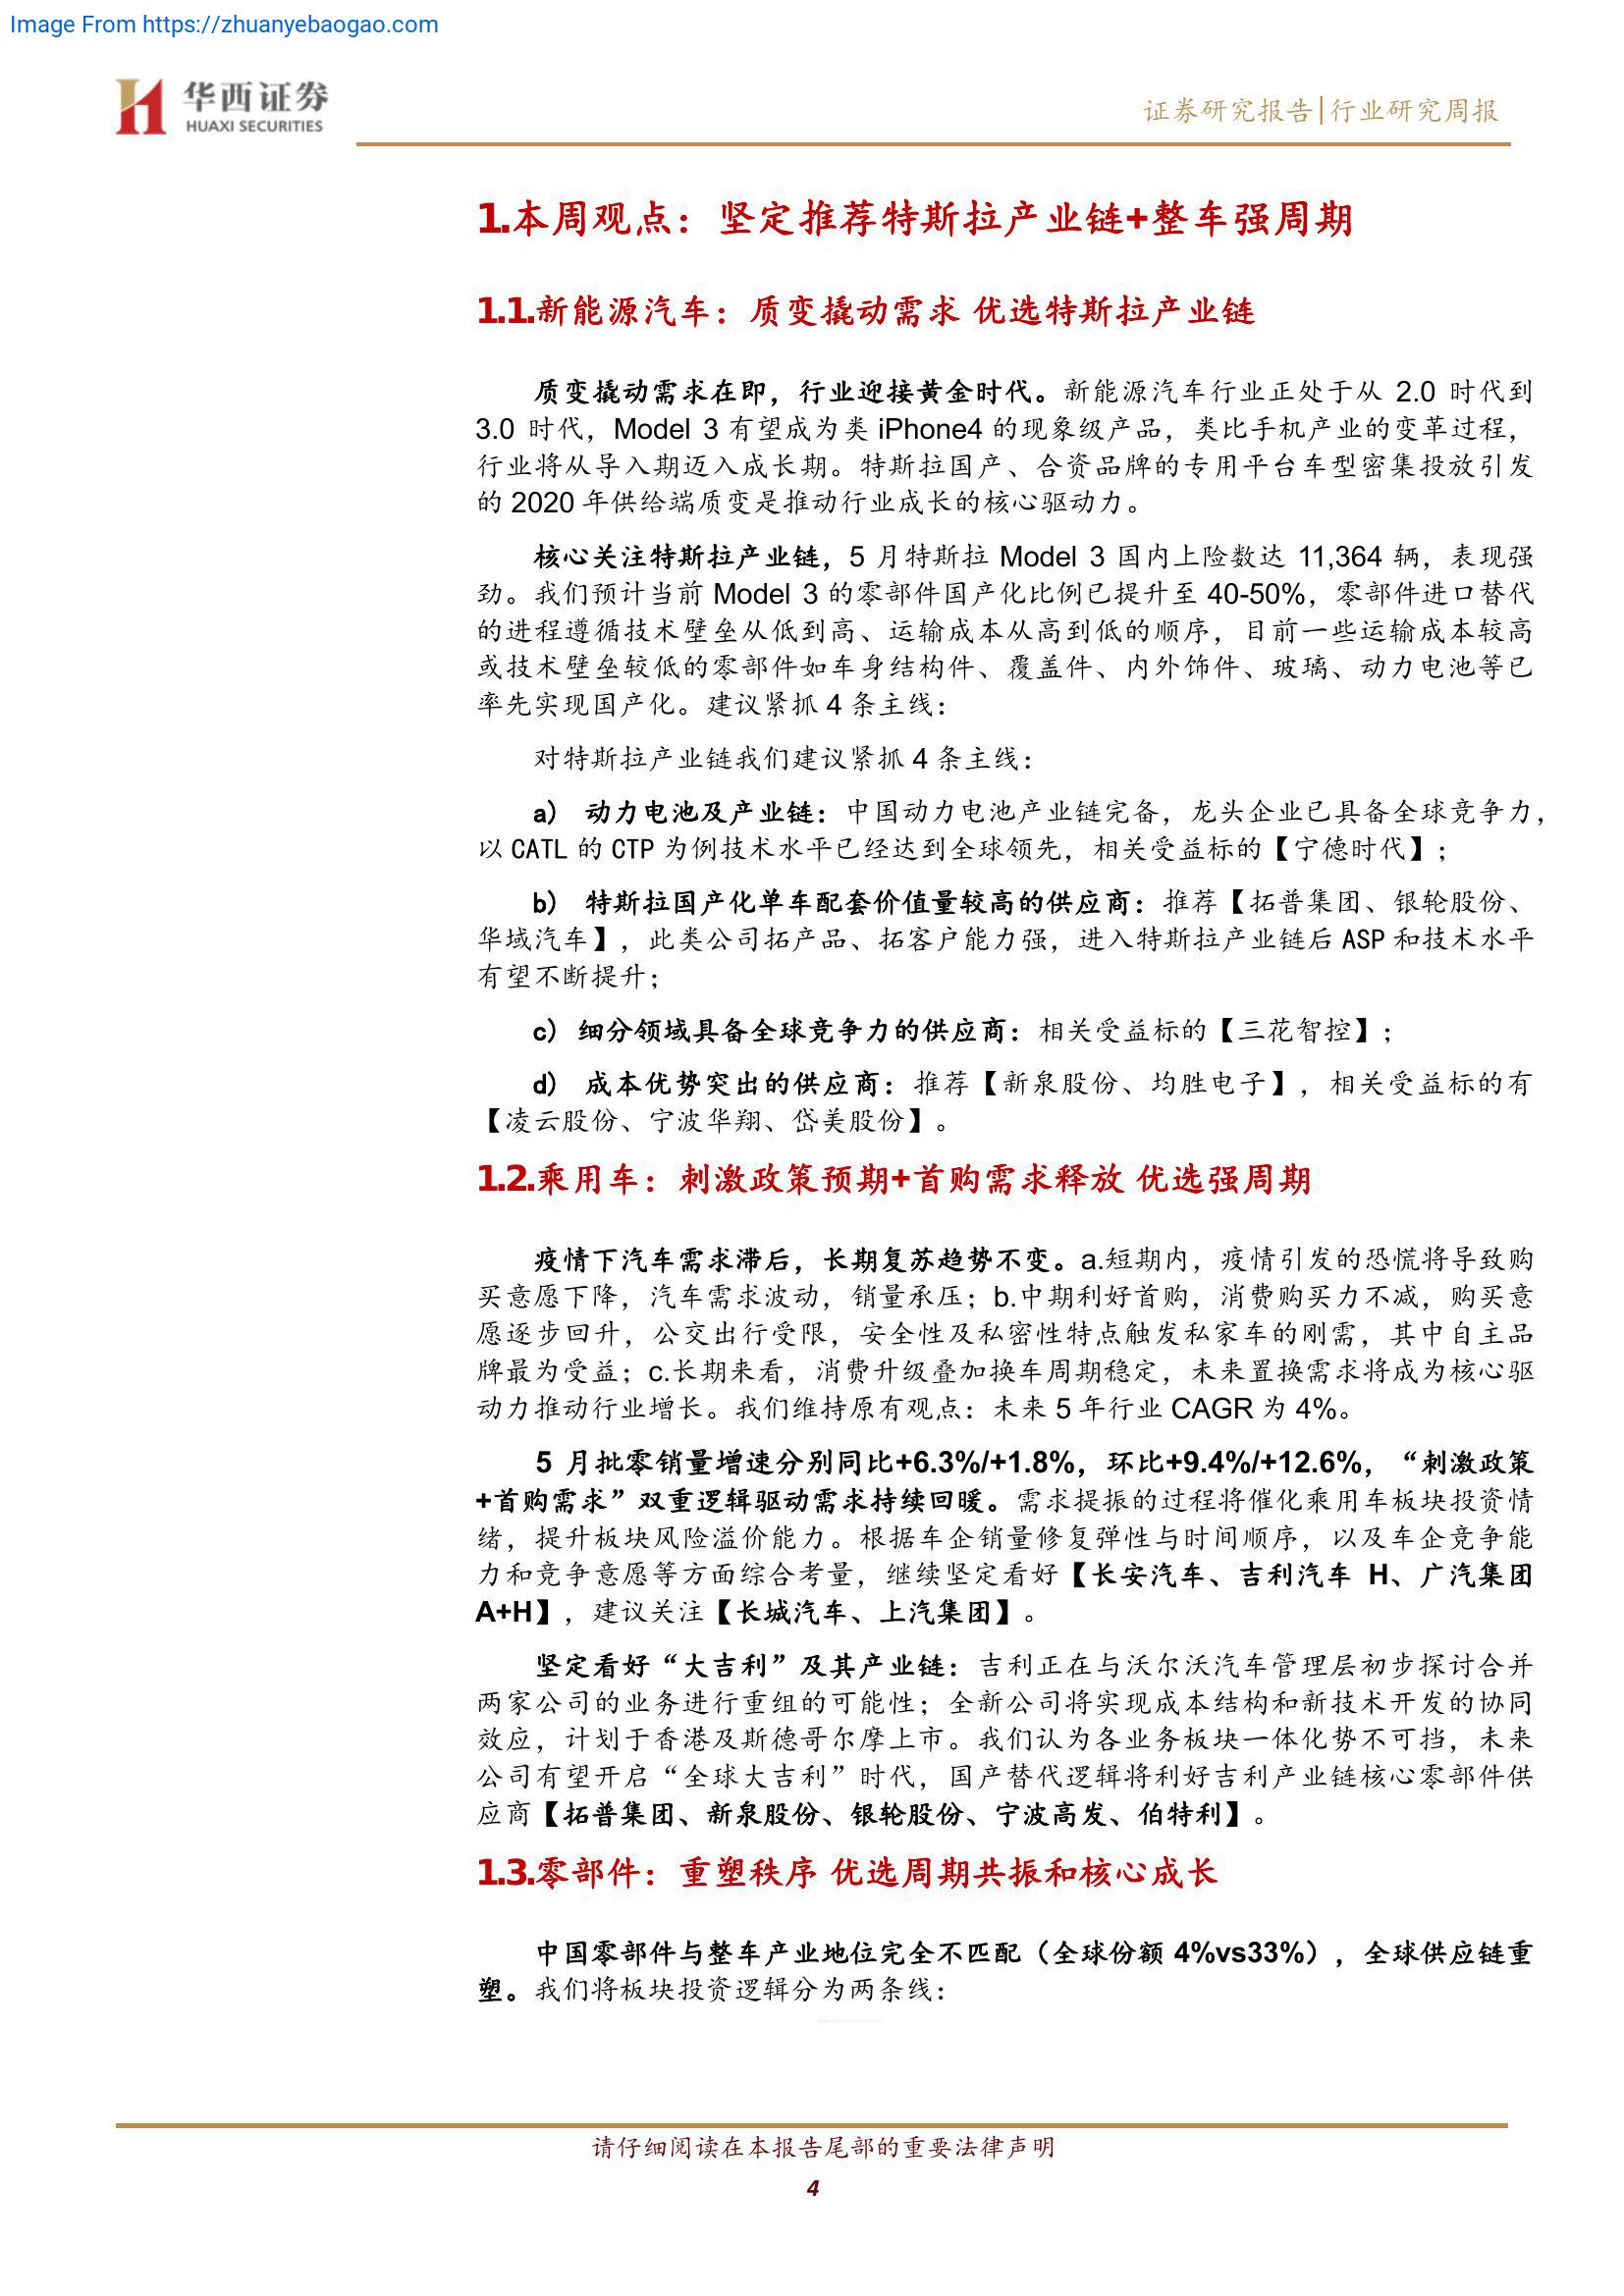 Image From https://zhuanyebaogao.com
华西证券
HUAXI SECURITIES
证券研究报告|行业研究周报
1.本周观点：坚定推荐特斯拉产业链+整车强周期
1.1.新能源汽车：质变撬动需求 优选特斯拉产业链
质变撬动需求在即，行业迎接黄金时代。新能源汽车行业正处于从 2.0 时代到
3.0 时代，Model 3 有望成为类 iPhone4 的现象级产品，类比手机产业的变革过程，
行业将从导入期迈入成长期。特斯拉国产、合资品牌的专用平台车型密集投放引发
的 2020 年供给端质变是推动行业成长的核心驱动力。
核心关注特斯拉产业链，5 月特斯拉 Model 3 国内上险数达 11,364 辆，表现强
劲。我们预计当前 Model 3 的零部件国产化比例已提升至 40-50%，零部件进口替代
的进程遵循技术壁垒从低到高、运输成本从高到低的顺序，目前一些运输成本较高
或技术壁垒较低的零部件如车身结构件、覆盖件、内外饰件、玻璃、动力电池等已
率先实现国产化。建议紧抓 4 条主线：
对特斯拉产业链我们建议紧抓 4 条主线：
a) 动力电池及产业链：中国动力电池产业链完备，龙头企业已具备全球竞争力，
以 CATL 的 CTP 为例技术水平已经达到全球领先，相关受益标的【宁德时代】；
b) 特斯拉国产化单车配套价值量较高的供应商：推荐【拓普集团、银轮股份、
华域汽车】，此类公司拓产品、拓客户能力强，进入特斯拉产业链后 ASP 和技术水平
有望不断提升；
c) 细分领域具备全球竞争力的供应商：相关受益标的【三花智控】；
d) 成本优势突出的供应商：推荐【新泉股份、均胜电子】，相关受益标的有
【凌云股份、宁波华翔、岱美股份】。
1.2.乘用车：刺激政策预期+首购需求释放 优选强周期
疫情下汽车需求滞后，长期复苏趋势不变。a.短期内，疫情引发的恐慌将导致购
买意愿下降，汽车需求波动，销量承压；b.中期利好首购，消费购买力不减，购买意
愿逐步回升，公交出行受限，安全性及私密性特点触发私家车的刚需，其中自主品
牌最为受益；c.长期来看，消费升级叠加换车周期稳定，未来置换需求将成为核心驱
动力推动行业增长。我们维持原有观点：未来 5 年行业 CAGR 为 4%。
5 月批零销量增速分别同比+6.3%/+1.8%，环比+9.4%/+12.6%，“刺激政策
+首购需求”双重逻辑驱动需求持续回暖。需求提振的过程将催化乘用车板块投资情
绪，提升板块风险溢价能力。根据车企销量修复弹性与时间顺序，以及车企竞争能
力和竞争意愿等方面综合考量，继续坚定看好【长安汽车、吉利汽车 H、广汽集团
A+H】，建议关注【长城汽车、上汽集团】。
坚定看好“大吉利”及其产业链：吉利正在与沃尔沃汽车管理层初步探讨合并
两家公司的业务进行重组的可能性；全新公司将实现成本结构和新技术开发的协同
效应，计划于香港及斯德哥尔摩上市。我们认为各业务板块一体化势不可挡，未来
公司有望开启“全球大吉利”时代，国产替代逻辑将利好吉利产业链核心零部件供
应商【拓普集团、新泉股份、银轮股份、宁波高发、伯特利】。
1.3.零部件：重塑秩序 优选周期共振和核心成长
中国零部件与整车产业地位完全不匹配（全球份额 4%vs33%），全球供应链重
塑。我们将板块投资逻辑分为两条线：
请仔细阅读在本报告尾部的重要法律声明
4